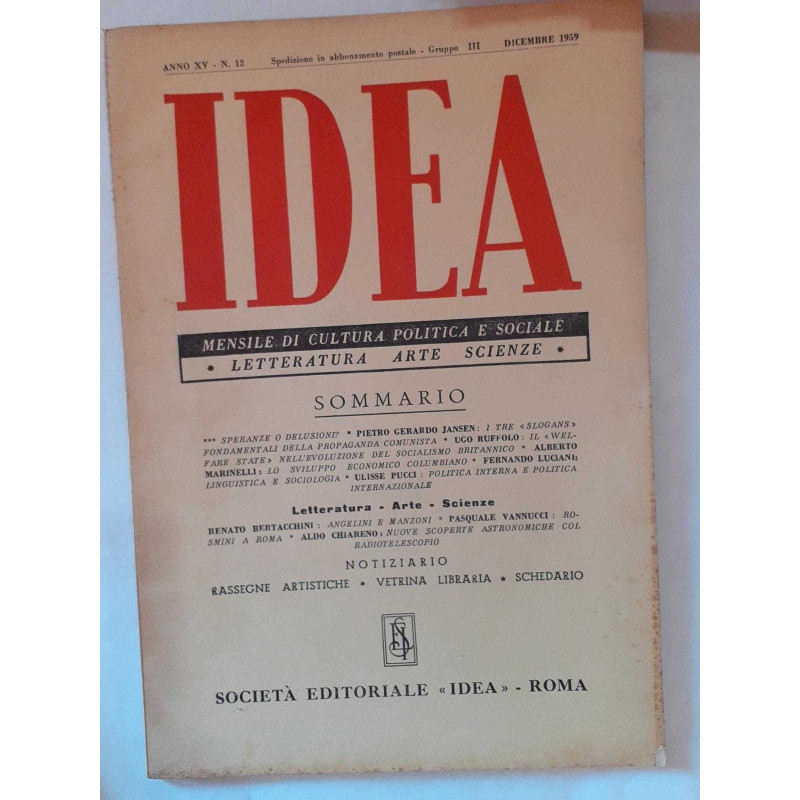 ANNO XV - N. 12 Spedizione in abbonamento postale - Gruppo III DICEMBRE 1959
IDEA
MENSILE DI CULTURA POLITICA E SOCIALE
* LETTERATURA ARTE SCIENZE *
SOMMARIO
*** SPERANZE O DELUSIONI? * PIETRO GERARDO JANSEN: I TRE «SLOGANS»
FONDAMENTALI DELLA PROPAGANDA COMUNISTA * UGO RUFFOLO: IL «WEL-
FARE STATE» NELL'EVOLUZIONE DEL SOCIALISMO BRITANNICO * ALBERTO
MARINELLI: LO SVILUPPO ECONOMICO COLUMBIANO * FERNANDO LUCIANI:
LINGUISTICA E SOCIOLOGIA * ULISSE PUCCI: POLITICA INTERNA E POLITICA
INTERNAZIONALE
Letteratura - Arte - Scienze
RENATO BERTACCHINI: ANGELINI E MANZONI * PASQUALE VANNUCCI: RO-
SMINI A ROMA * ALDO CHIARENO: NUOVE SCOPERTE ASTRONOMICHE COL
RADIOTELESCOPIO
NOTIZIARIO
RASSEGNE ARTISTICHE * VETRINA LIBRARIA * SCHEDARIO
SOCIETÀ EDITORIALE «IDEA» - ROMA